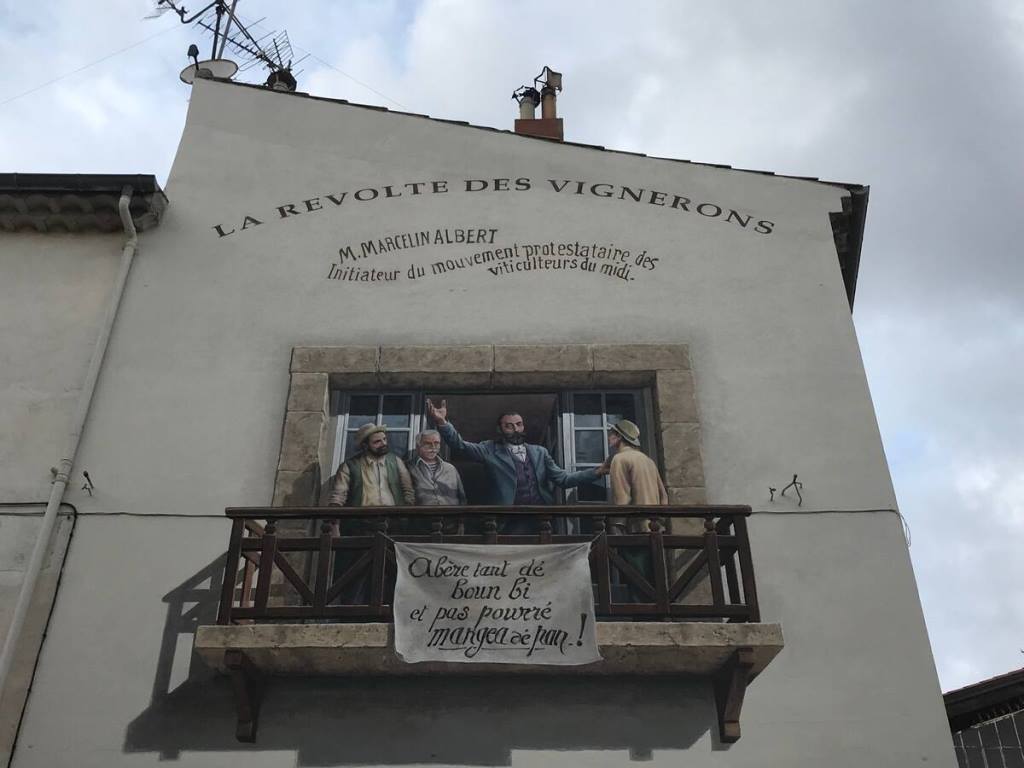 LA REVOLTE DES VIGNERONS
M. MARCELIN ALBERT
Initiateur du mouvement protestataire des
viticulteurs du midi.
Abère tant dé
boun bi
et pas pourré
mangea dé pan.!